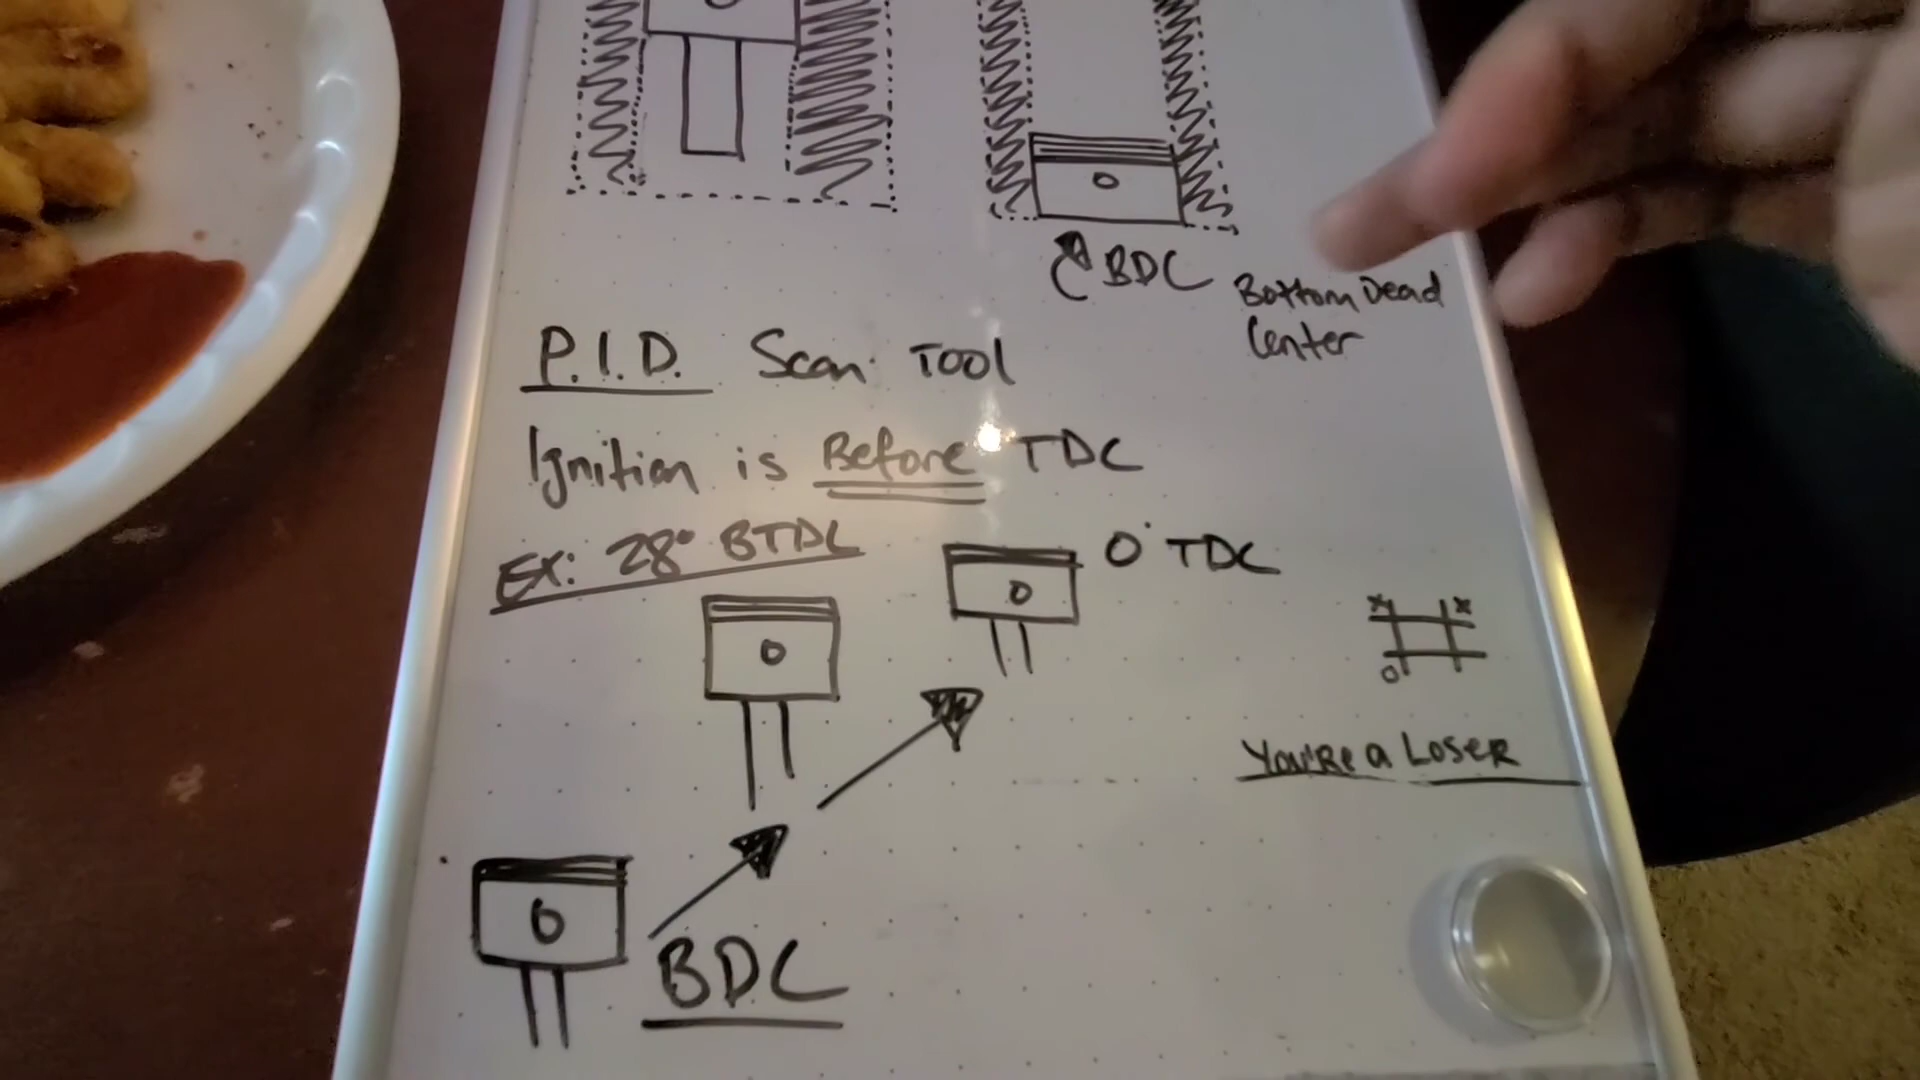 BDC Bottom Dead
Center
P.I.D. Scan Tool
Ignition is Before TDC
EX: 28° BTDC
0° TDC
X X
O
You're a Loser
BDC